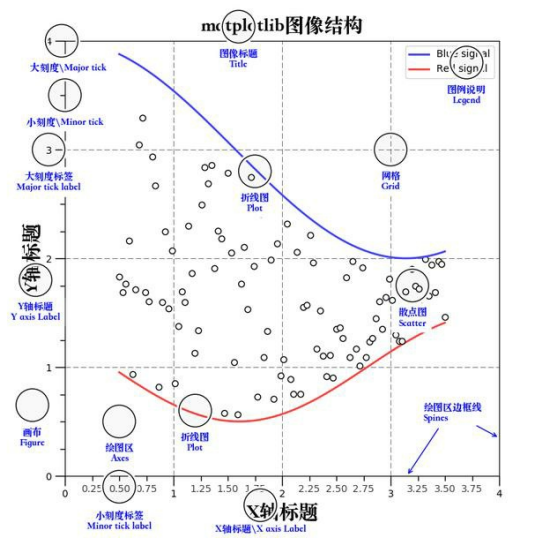 matplotlib图像结构
图像标题
Title
Blue signal
Red signal
图例说明
Legend
4
大刻度\Major tick
小刻度\Minor tick
3
大刻度标签
Major tick label
网格
Grid
折线图
Plot
Y轴标题
2
Y轴标题
Y axis Label
散点图
Scatter
1
画布
Figure
绘图区
Axes
折线图
Plot
绘图区边框线
Spines
0
0 0.25 0.50 0.75 1 1.25 1.50 1.75 2 2.25 2.50 2.75 3 3.25 3.50 3.75 4
小刻度标签
Minor tick label
X轴标题
X轴标题\X axis Label